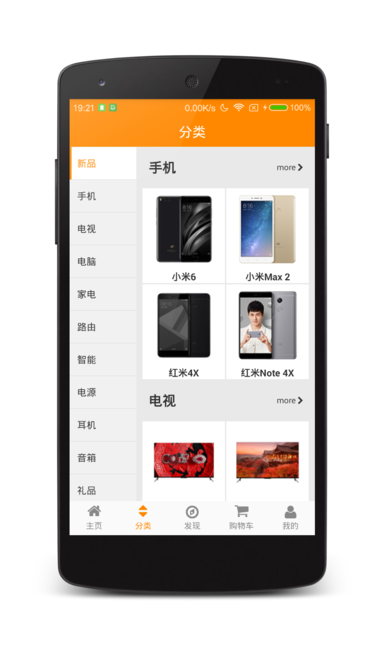 19:21 0.00K/s 100%
分类
新品
手机
电视
电脑
家电
路由
智能
电源
耳机
音箱
礼品
手机 more
小米6 小米Max 2
红米4X 红米Note 4X
电视 more
主页 分类 发现 购物车 我的